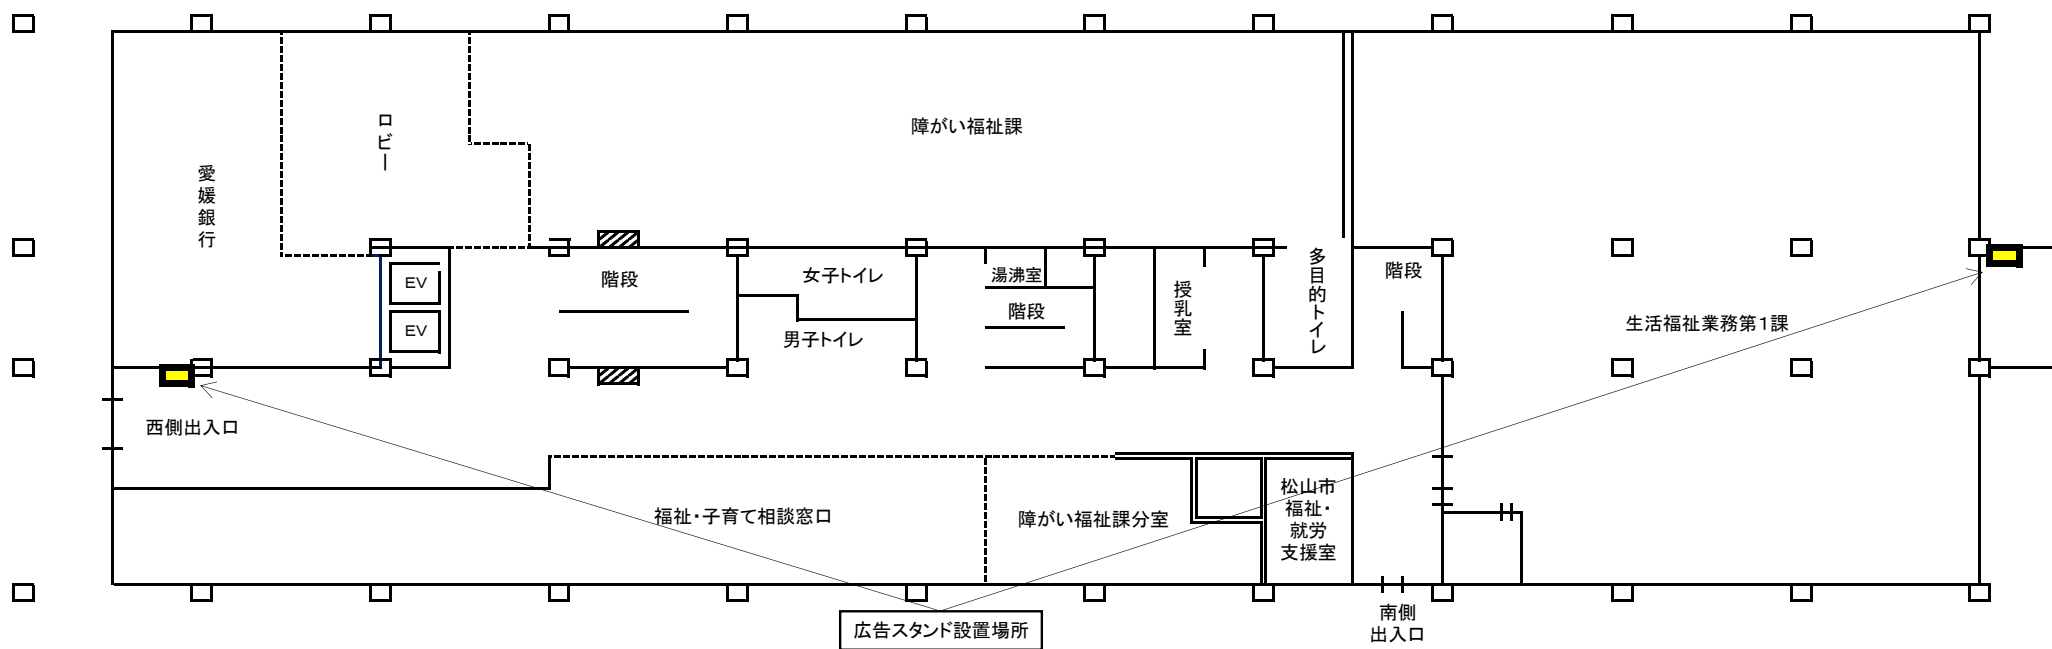 愛媛銀行
ロビー
障がい福祉課
EV
EV
階段
女子トイレ
男子トイレ
湯沸室
階段
授乳室
多目的トイレ
階段
生活福祉業務第1課
西側出入口
福祉・子育て相談窓口
障がい福祉課分室
松山市
福祉・
就労
支援室
広告スタンド設置場所
南側
出入口